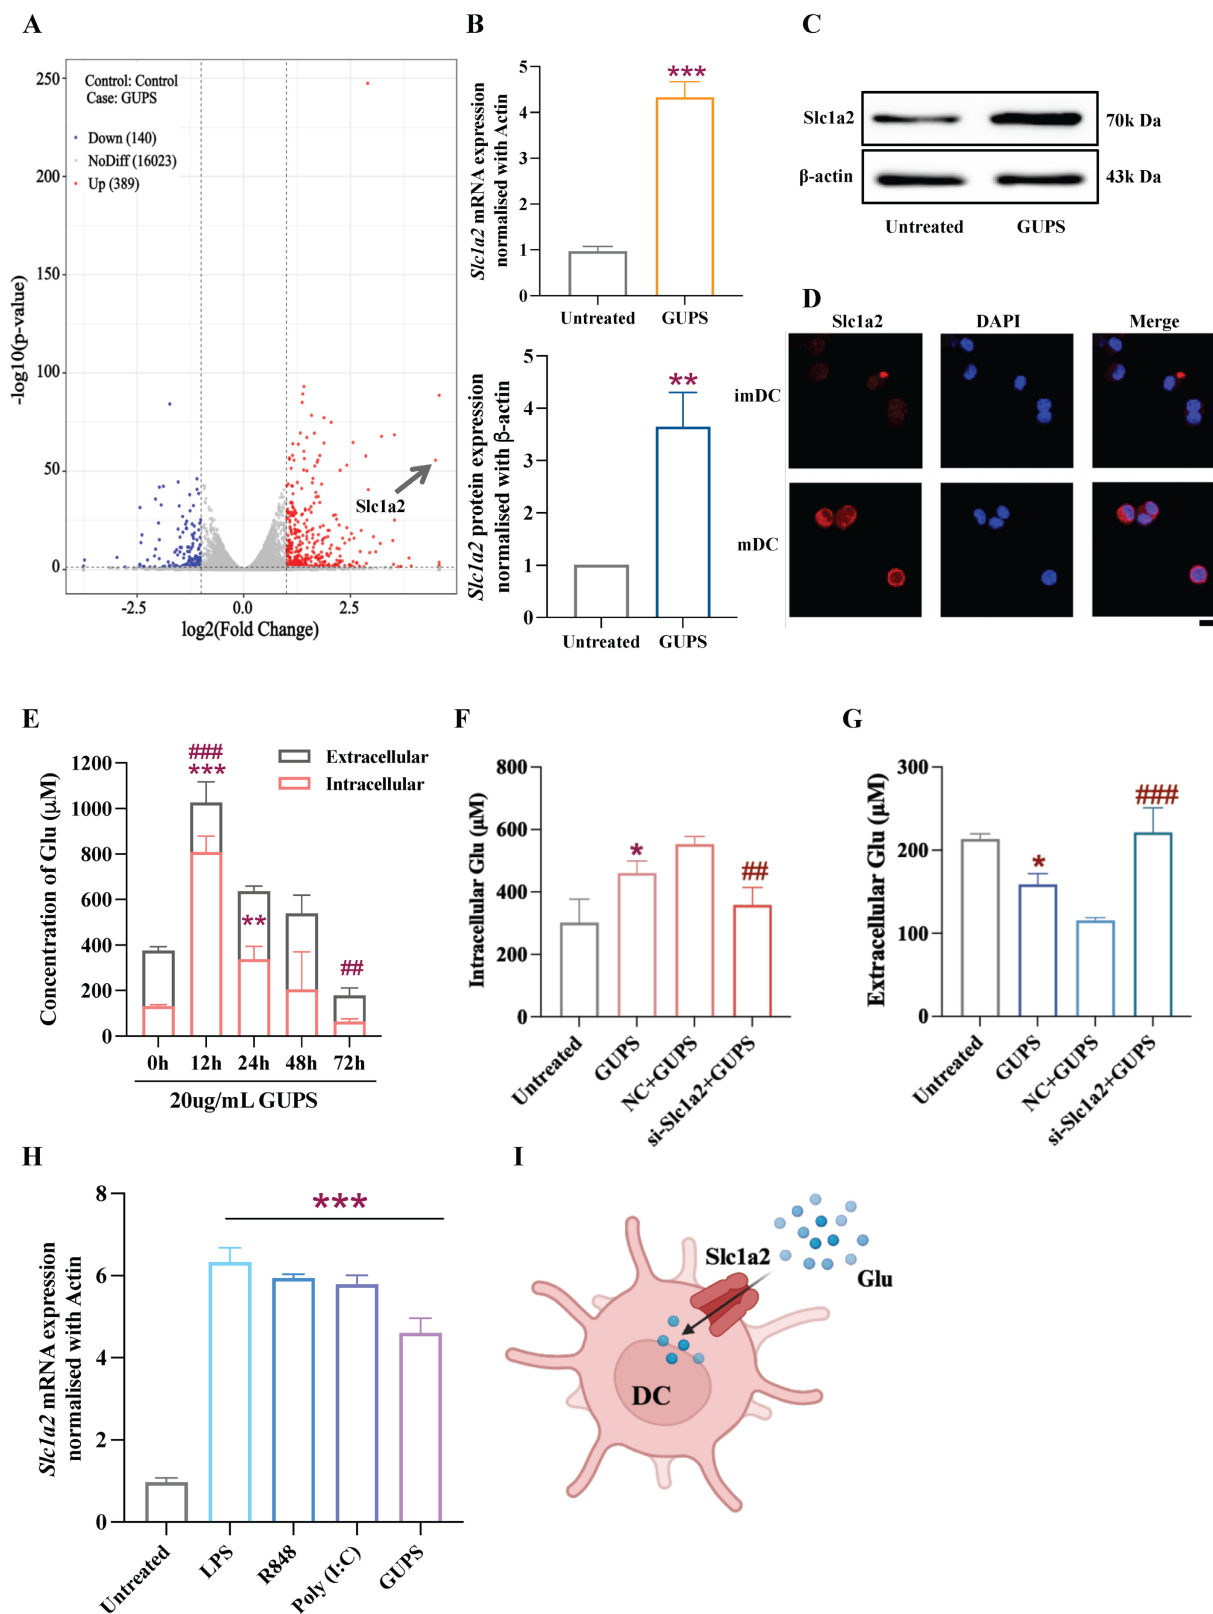 A
Control: Control
Case: GUPS
Down (140)
NoDiff (16023)
Up (389)
250
200
150
100
50
0
-log10(p-value)
Slc1a2
-2.5
0.0
2.5
log2(Fold Change)
B
5
4
3
2
1
0
Slc1a2 mRNA expression
normalised with Actin
***
Untreated
GUPS
5
4
3
2
1
0
Slc1a2 protein expression
normalised with β-actin
**
Untreated
GUPS
C
Slc1a2
70k Da
β-actin
43k Da
Untreated
GUPS
D
Slc1a2
DAPI
Merge
imDC
mDC
E
Concentration of Glu (μM)
1200
1000
800
600
400
200
0
###
***
**
##
Extracellular
Intracellular
0h
12h
24h
48h
72h
20ug/mL GUPS
F
Intracellular Glu (μM)
800
600
400
200
0
*
##
Untreated
GUPS
NC+GUPS
si-Slc1a2+GUPS
G
Extracellular Glu (μM)
300
200
100
0
*
###
Untreated
GUPS
NC+GUPS
si-Slc1a2+GUPS
H
Slc1a2 mRNA expression
normalised with Actin
8
6
4
2
0
***
Untreated
LPS
R848
Poly (I:C)
GUPS
I
Slc1a2
Glu
DC